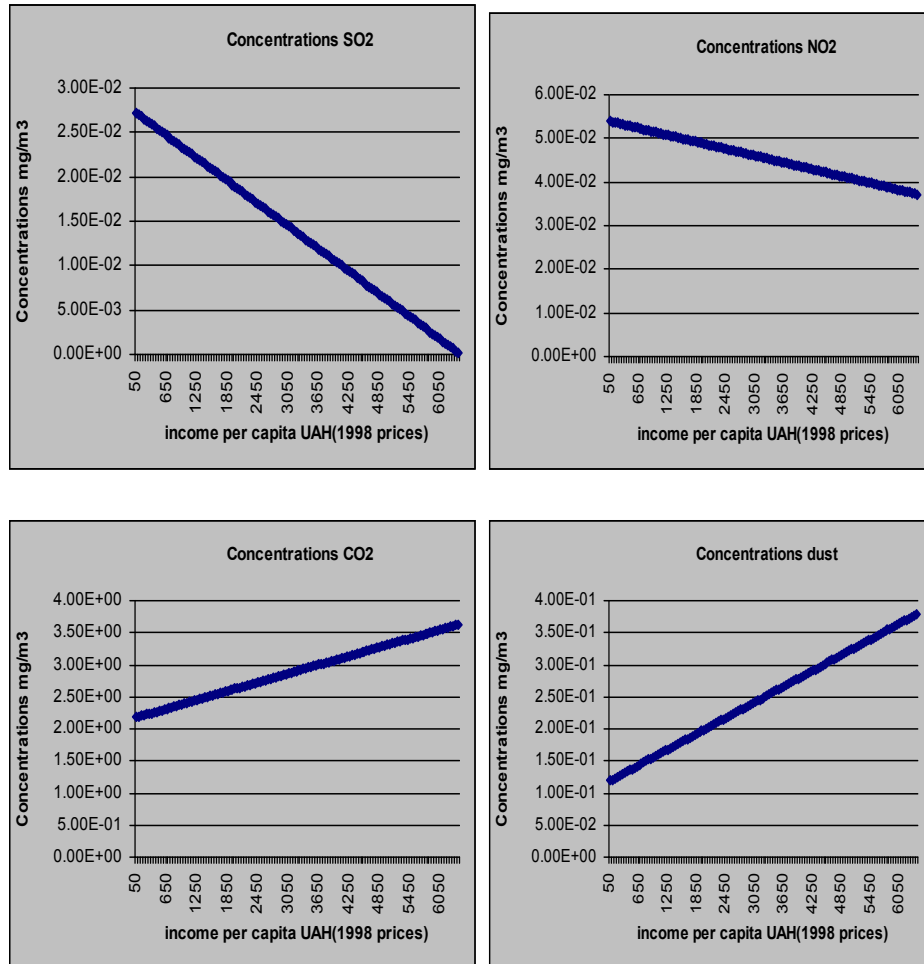 Concentrations SO2
Concentrations mg/m3
3.00E-02
2.50E-02
2.00E-02
1.50E-02
1.00E-02
5.00E-03
0.00E+00
50 650 1250 1850 2450 3050 3650 4250 4850 5450 6050
income per capita UAH(1998 prices)
Concentrations NO2
Concentrations mg/m3
6.00E-02
5.00E-02
4.00E-02
3.00E-02
2.00E-02
1.00E-02
0.00E+00
50 650 1250 1850 2450 3050 3650 4250 4850 5450 6050
income per capita UAH(1998 prices)
Concentrations CO2
Concentrations mg/m3
4.00E+00
3.50E+00
3.00E+00
2.50E+00
2.00E+00
1.50E+00
1.00E+00
5.00E-01
0.00E+00
50 650 1250 1850 2450 3050 3650 4250 4850 5450 6050
income per capita UAH(1998 prices)
Concentrations dust
Concentrations mg/m3
4.00E-01
3.50E-01
3.00E-01
2.50E-01
2.00E-01
1.50E-01
1.00E-01
5.00E-02
0.00E+00
50 650 1250 1850 2450 3050 3650 4250 4850 5450 6050
income per capita UAH(1998 prices)